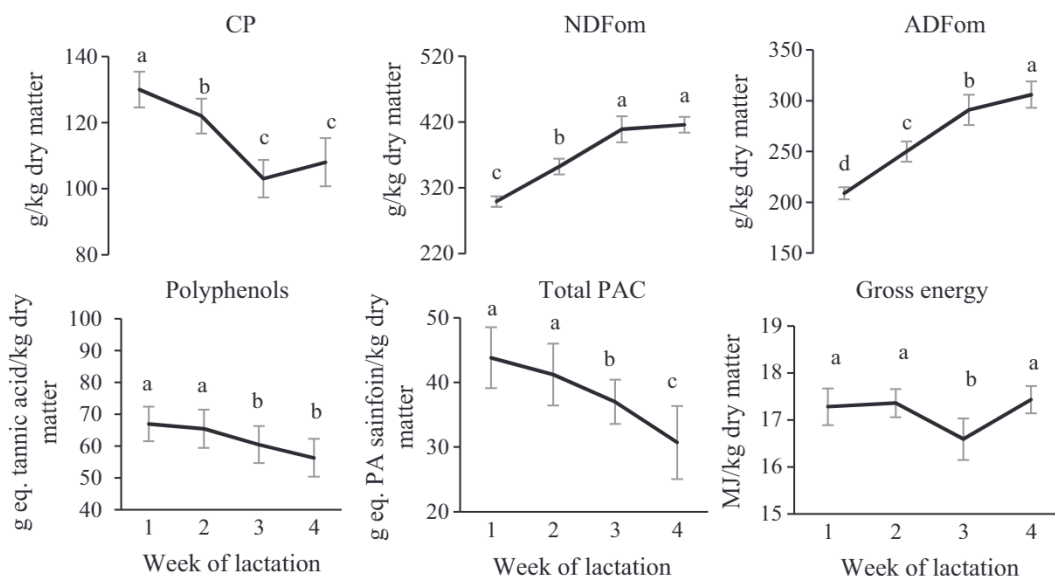 CP
NDFom
ADFom
g/kg dry matter
140
120
100
80
a
b
c
c
g/kg dry matter
520
420
320
220
c
b
a
a
g/kg dry matter
350
300
250
200
150
d
c
b
a
Polyphenols
Total PAC
Gross energy
g eq. tannic acid/kg dry
matter
100
90
80
70
60
50
40
a
a
b
b
1 2 3 4
Week of lactation
g eq. PA sainfoin/kg dry
matter
50
40
30
20
a
a
b
c
1 2 3 4
Week of lactation
MJ/kg dry matter
19
18
17
16
15
a
a
b
a
1 2 3 4
Week of lactation